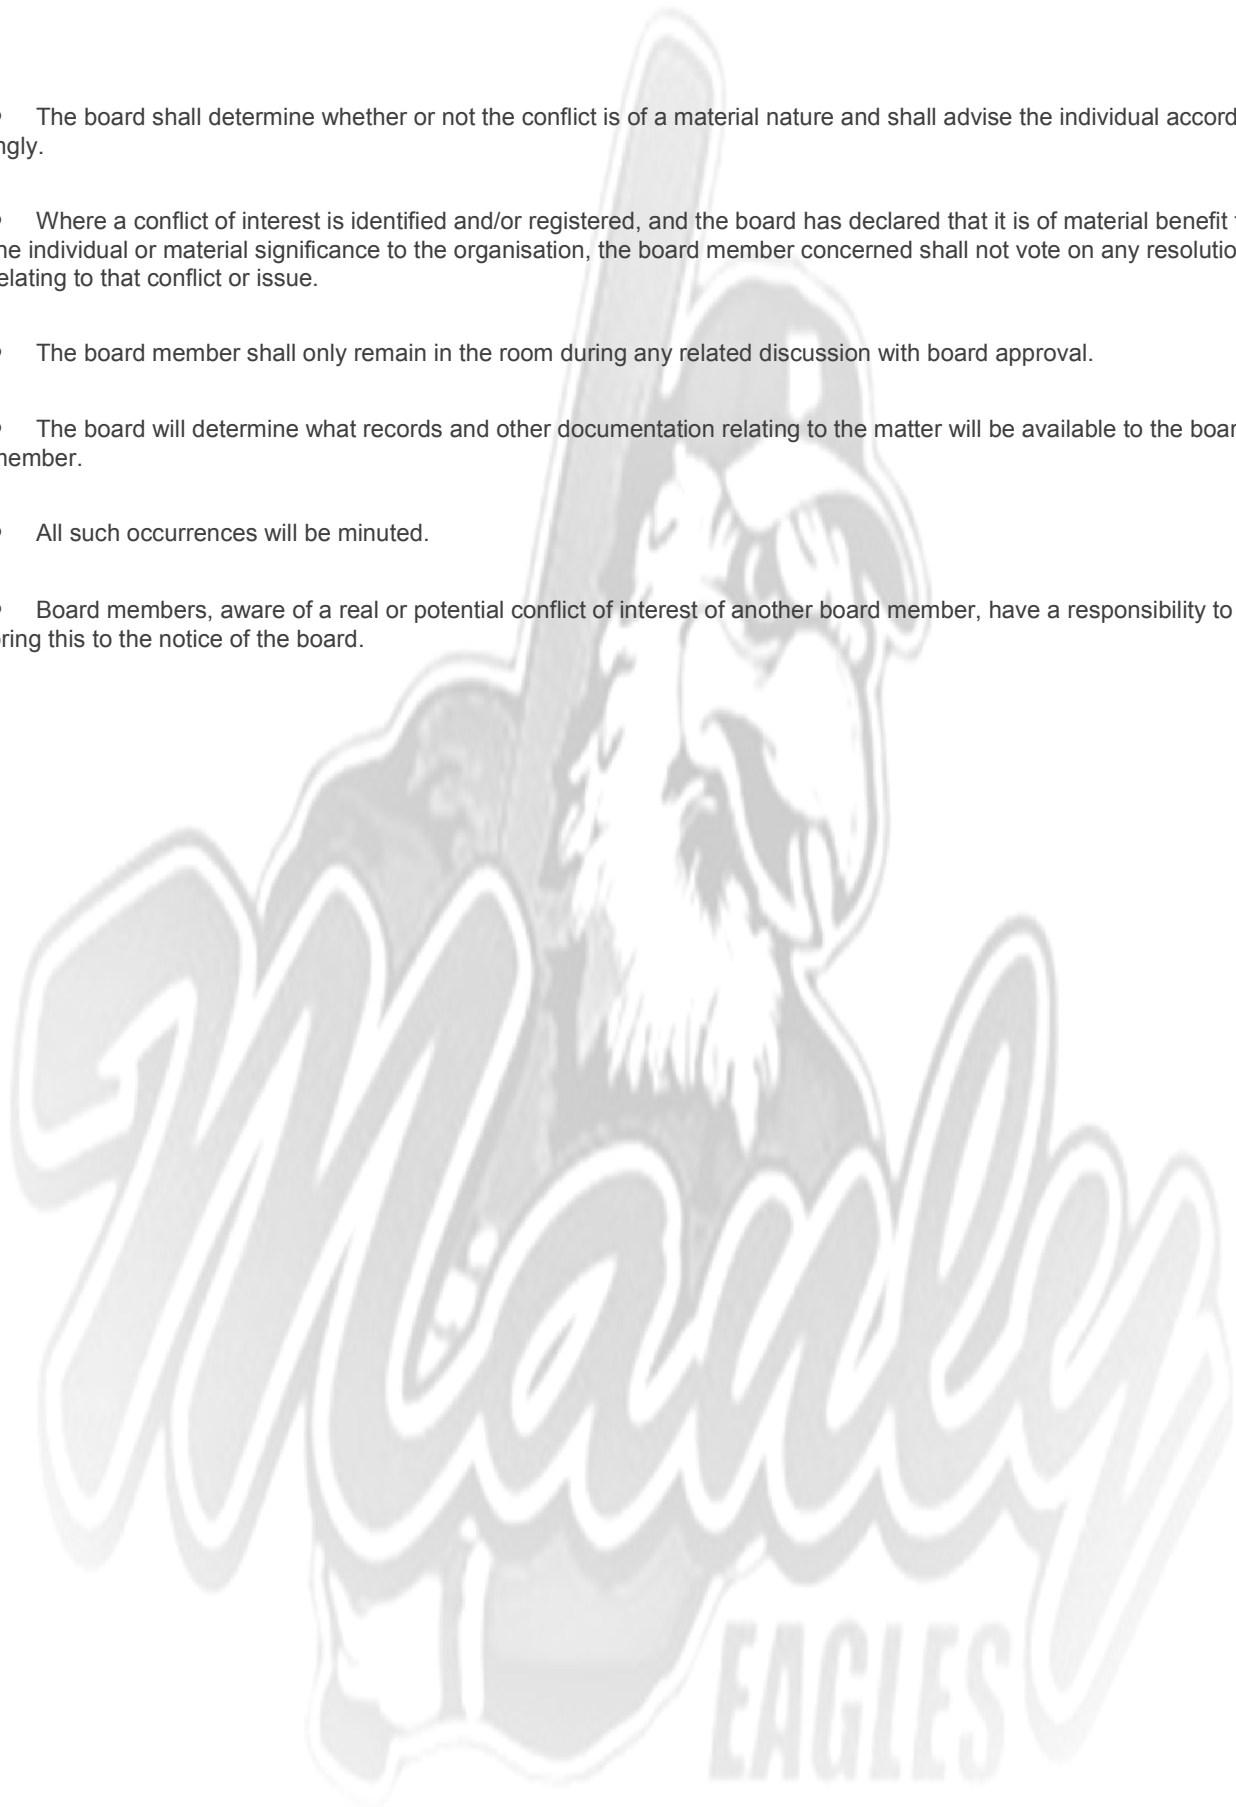 • The board shall determine whether or not the conflict is of a material nature and shall advise the individual accord
ngly.
• Where a conflict of interest is identified and/or registered, and the board has declared that it is of material benefit
he individual or material significance to the organisation, the board member concerned shall not vote on any resolutio
elating to that conflict or issue.
• The board member shall only remain in the room during any related discussion with board approval.
• The board will determine what records and other documentation relating to the matter will be available to the boar
member.
• All such occurrences will be minuted.
• Board members, aware of a real or potential conflict of interest of another board member, have a responsibility to
bring this to the notice of the board.
Manly
EAGLES